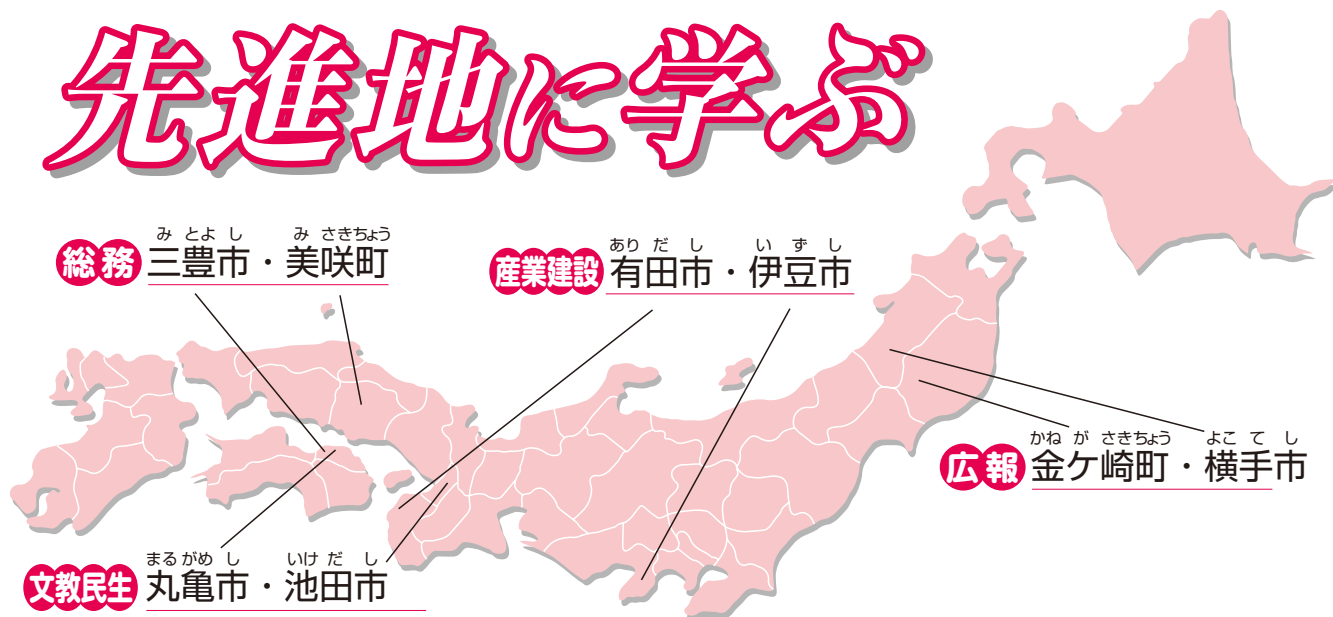 先進地に学ぶ
みとよし みさきちょう
総務 三豊市・美咲町
ありだし いずし
産業建設 有田市・伊豆市
かねがさきちょう よこてし
広報 金ケ崎町・横手市
まるがめし いけだし
文教民生 丸亀市・池田市